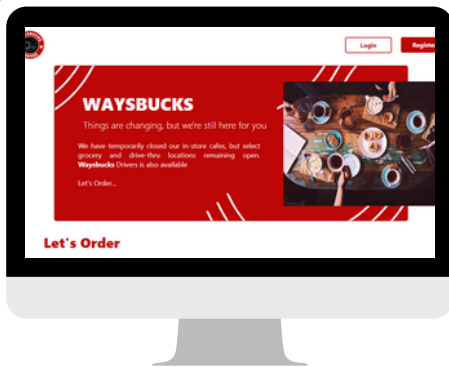 Login
Register
WAYSBUCKS
Things are changing, but we're still here for you
We have temporarily closed our in-store cafes, but select
grocery and drive-thru locations remaining open.
Waysbucks Drivers is also available
Let's Order...
Let's Order